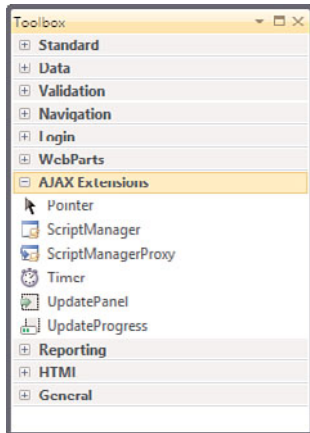 Toolbox
Standard
Data
Validation
Navigation
Login
WebParts
AJAX Extensions
Pointer
ScriptManager
ScriptManagerProxy
Timer
UpdatePanel
UpdateProgress
Reporting
HTML
General